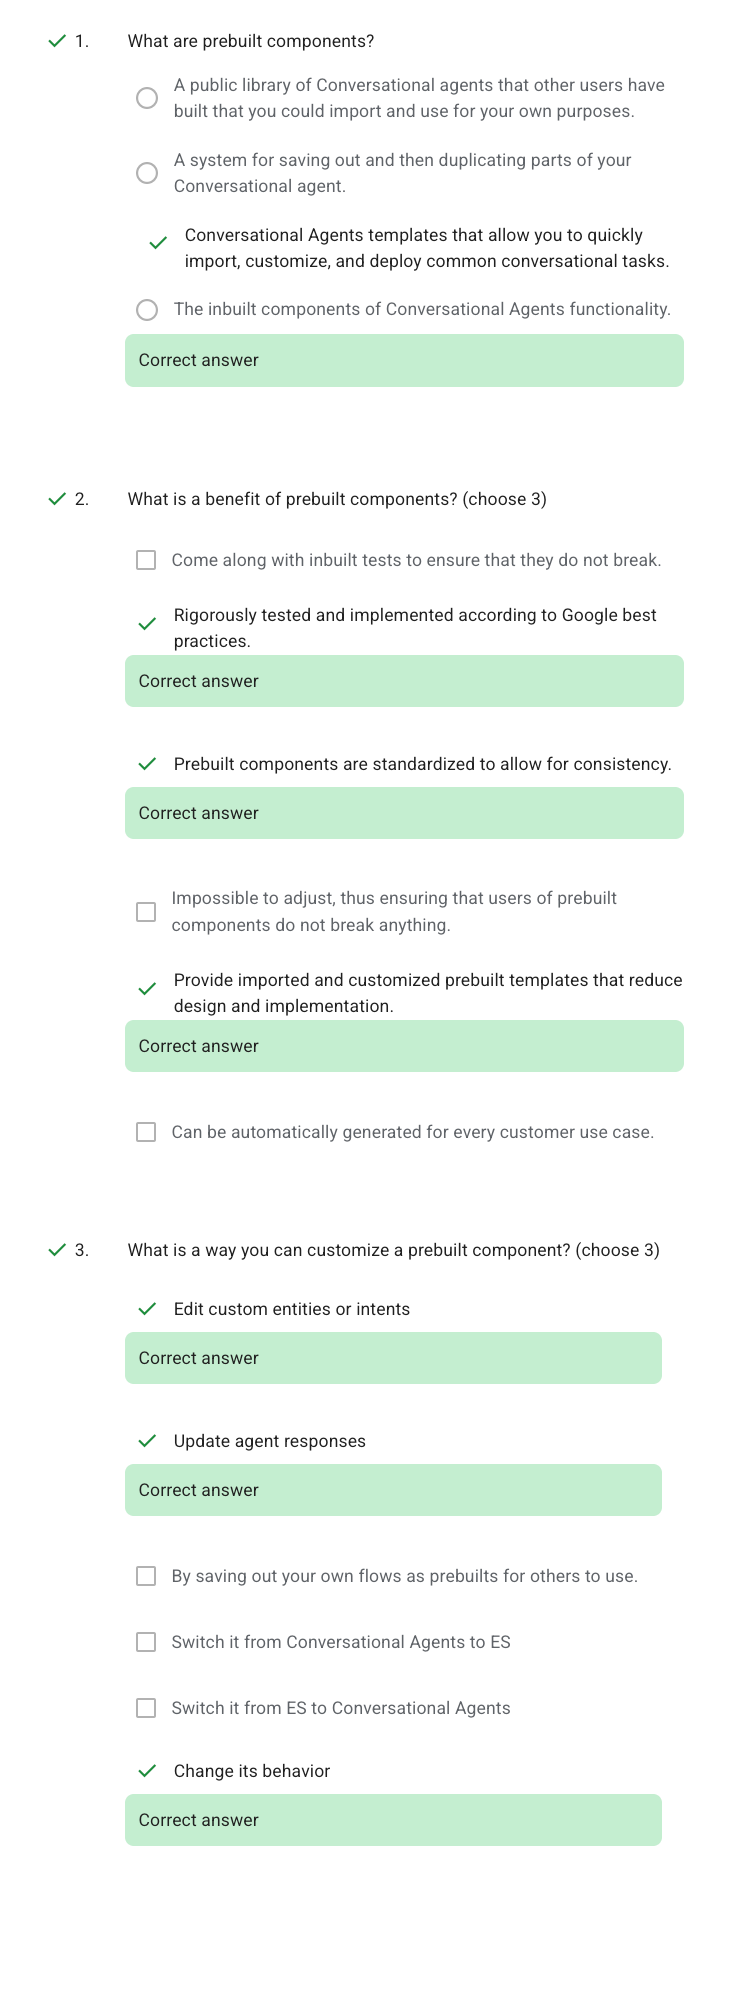 1. What are prebuilt components?
A public library of Conversational agents that other users have
built that you could import and use for your own purposes.
A system for saving out and then duplicating parts of your
Conversational agent.
Conversational Agents templates that allow you to quickly
import, customize, and deploy common conversational tasks.
The inbuilt components of Conversational Agents functionality.
Correct answer
2. What is a benefit of prebuilt components? (choose 3)
Come along with inbuilt tests to ensure that they do not break.
Rigorously tested and implemented according to Google best
practices.
Correct answer
Prebuilt components are standardized to allow for consistency.
Correct answer
Impossible to adjust, thus ensuring that users of prebuilt
components do not break anything.
Provide imported and customized prebuilt templates that reduce
design and implementation.
Correct answer
Can be automatically generated for every customer use case.
3. What is a way you can customize a prebuilt component? (choose 3)
Edit custom entities or intents
Correct answer
Update agent responses
Correct answer
By saving out your own flows as prebuilts for others to use.
Switch it from Conversational Agents to ES
Switch it from ES to Conversational Agents
Change its behavior
Correct answer